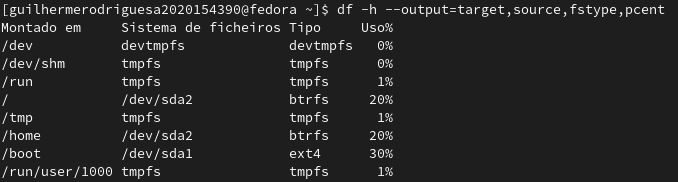 [guilhermerodriguesa2020154390@fedora ~]$ df -h --output=target,source,fstype,pcent
Montado em     Sistema de ficheiros Tipo     Uso%
/dev           devtmpfs             devtmpfs   0%
/dev/shm       tmpfs                tmpfs      0%
/run           tmpfs                tmpfs      1%
/              /dev/sda2            btrfs     20%
/tmp           tmpfs                tmpfs      1%
/home          /dev/sda2            btrfs     20%
/boot          /dev/sda1            ext4      30%
/run/user/1000 tmpfs                tmpfs      1%